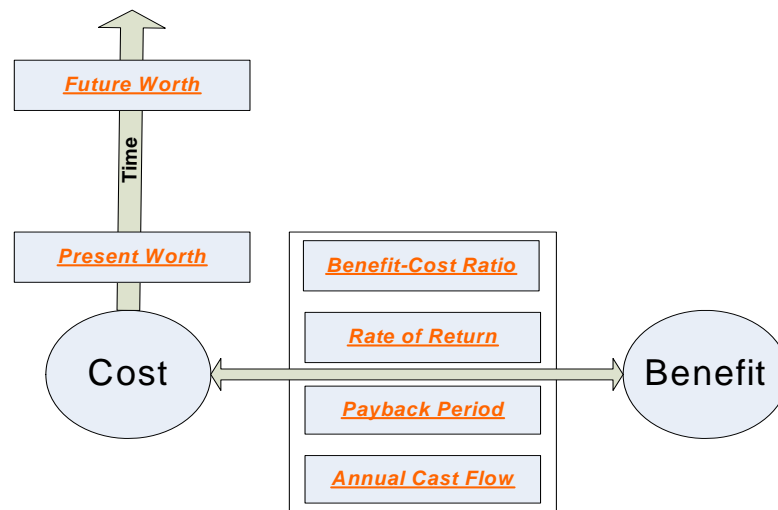 Future Worth
Time
Present Worth
Benefit-Cost Ratio
Rate of Return
Cost
Benefit
Payback Period
Annual Cast Flow